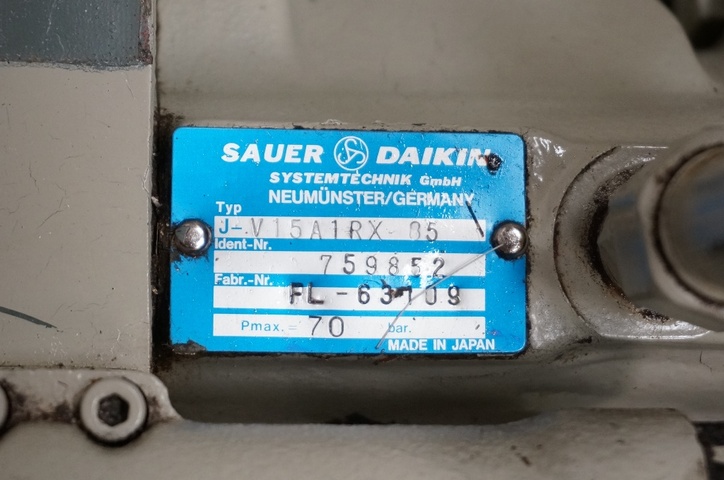 SAUER DAIKIN
SYSTEMTECHNIK GmbH
NEUMÜNSTER/GERMANY
Typ
J-V15A1RX-85
Ident-Nr.
759852
Fabr.-Nr.
FL-63109
Pmax. = 70 bar.
MADE IN JAPAN